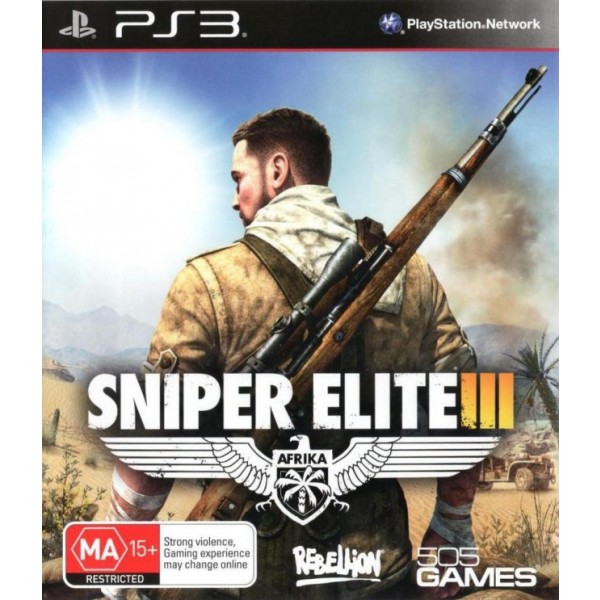 PS3
PlayStation Network
SNIPER ELITE III
AFRIKA
MA 15+
RESTRICTED
Strong violence,
Gaming experience
may change online
REBELLION
505
GAMES